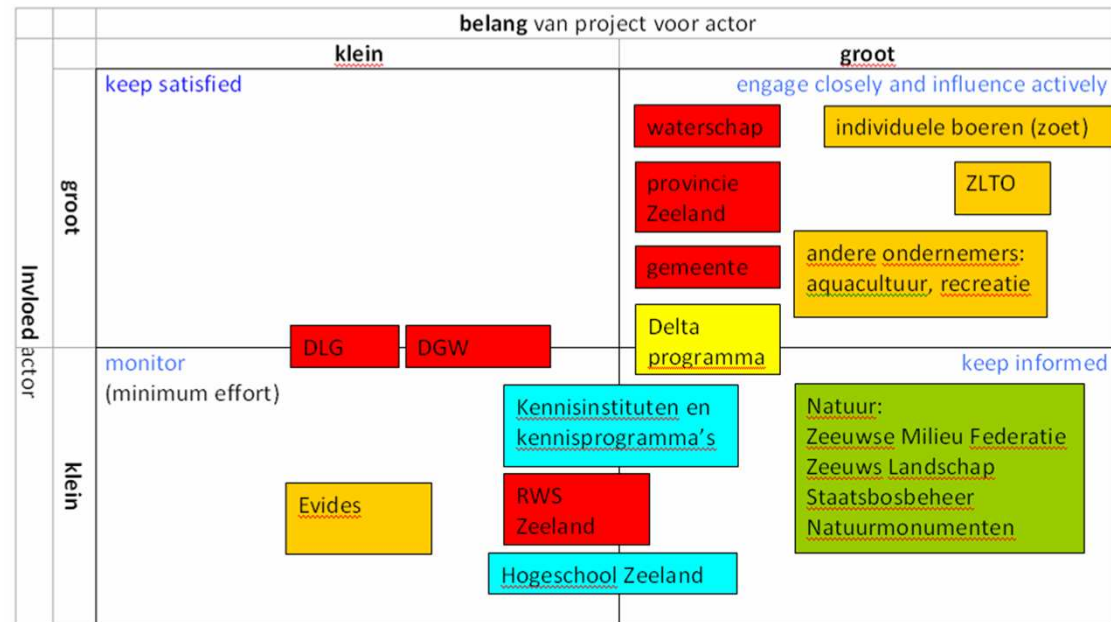 belang van project voor actor
klein
groot
Invloed actor
groot
klein
keep satisfied
engage closely and influence actively
waterschap
individuele boeren (zoet)
provincie
Zeeland
ZLTO
gemeente
andere ondernemers:
aquacultuur, recreatie
Delta
programma
DLG
DGW
monitor
(minimum effort)
keep informed
Kennisinstituten en
kennisprogramma's
Natuur:
Zeeuwse Milieu Federatie
Zeeuws Landschap
Staatsbosbeheer
Natuurmonumenten
Evides
RWS
Zeeland
Hogeschool Zeeland